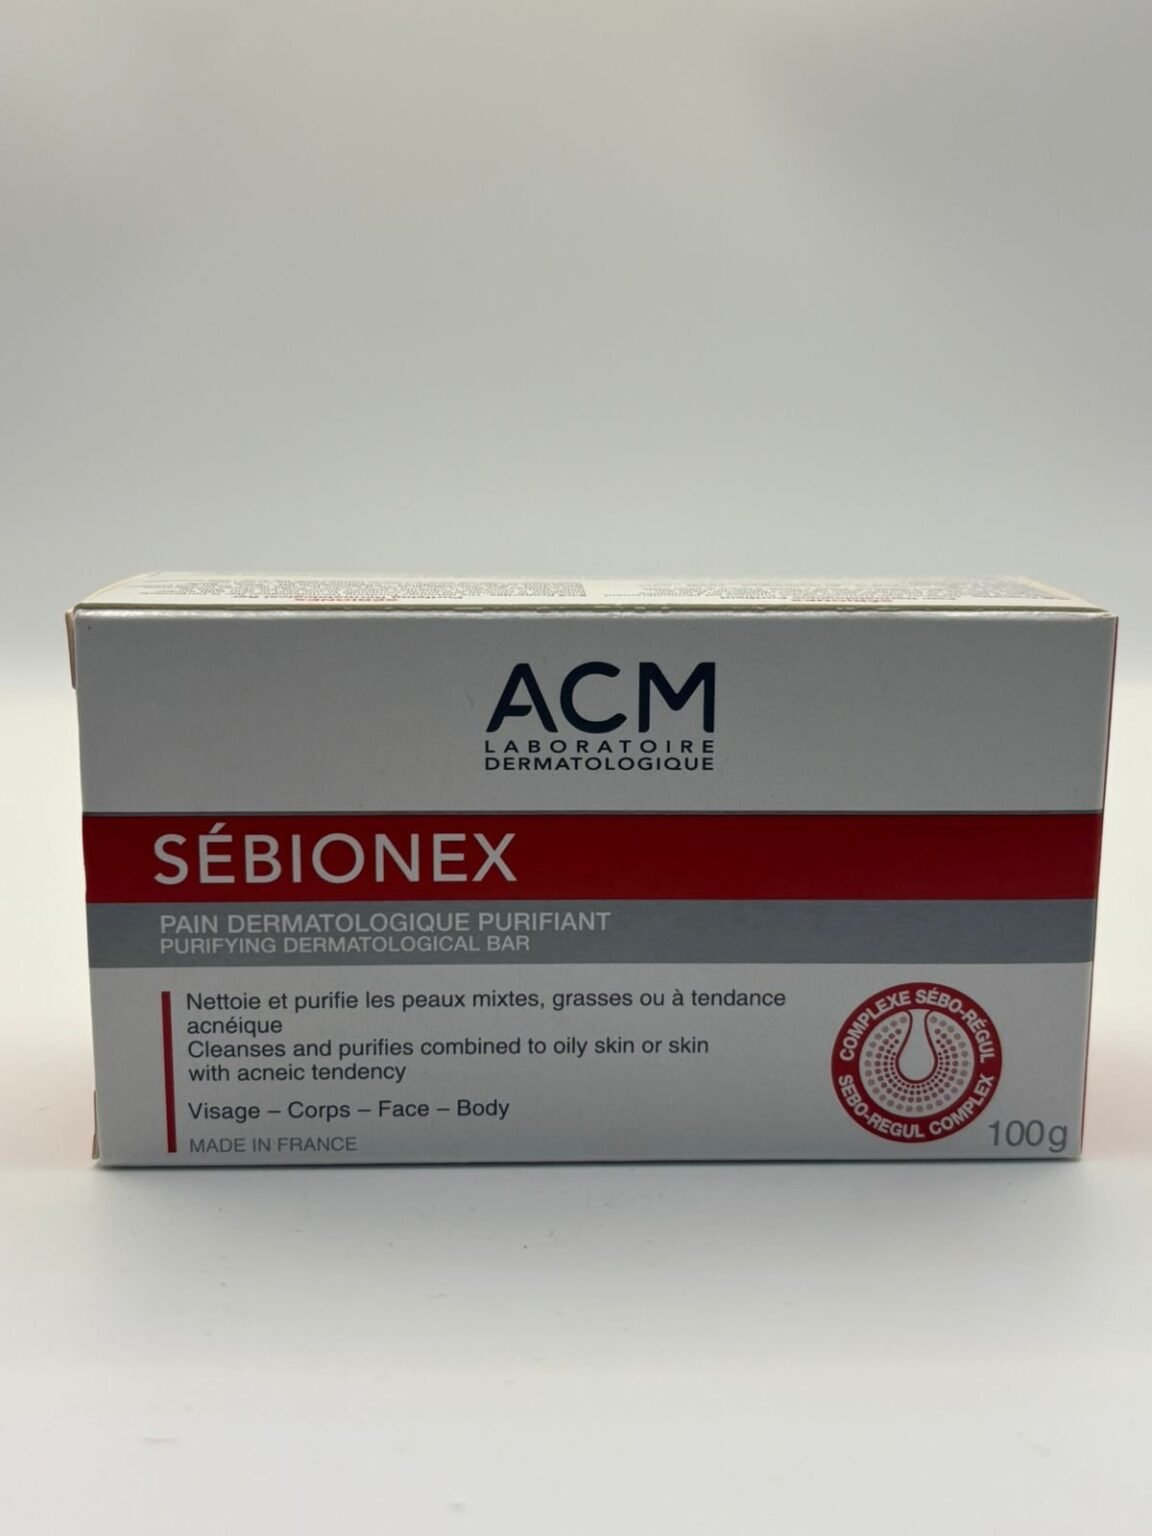 ACM
LABORATOIRE
DERMATOLOGIQUE
SÉBIONEX
PAIN DERMATOLOGIQUE PURIFIANT
PURIFYING DERMATOLOGICAL BAR
Nettoie et purifie les peaux mixtes, grasses ou à tendance
acnéique
Cleanses and purifies combined to oily skin or skin
with acneic tendency
Visage – Corps – Face – Body
MADE IN FRANCE
COMPLEXE SÉBO-RÉGUL
SEBO-REGUL COMPLEX
100g